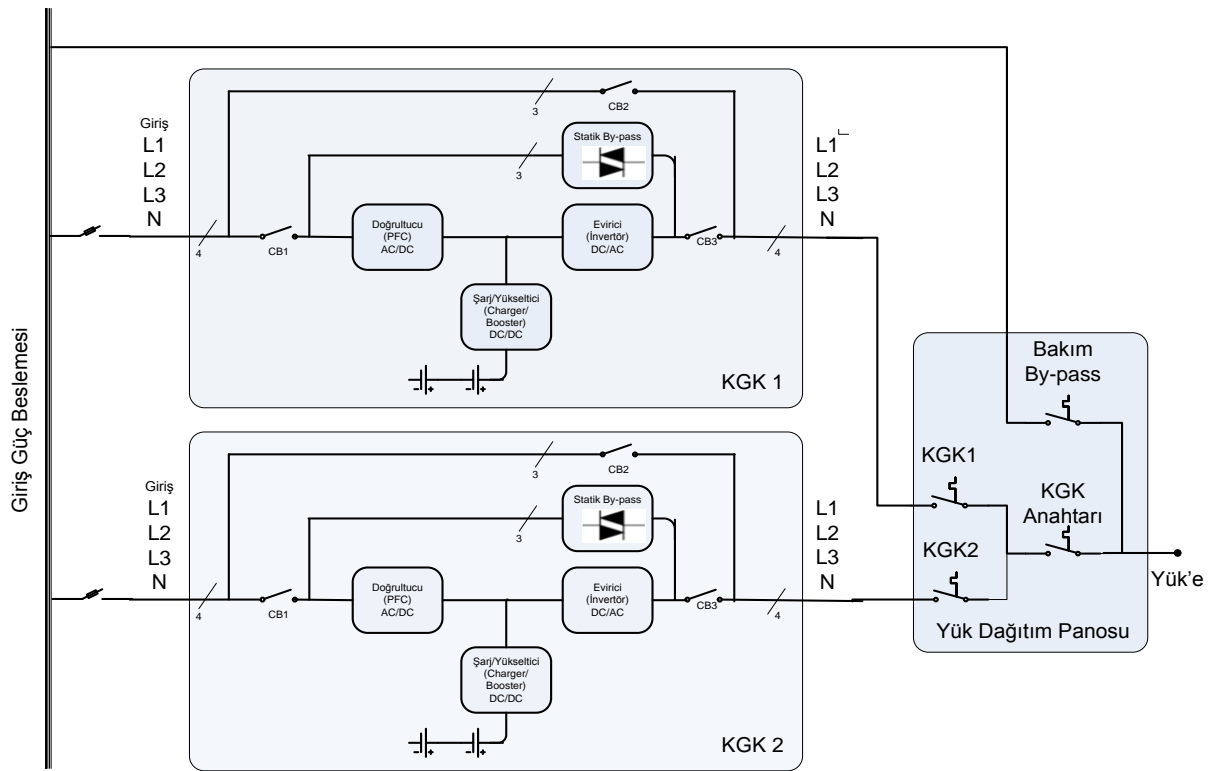 Giriş Güç Beslemesi
Giriş
L1
L2
L3
N
4
CB1
3
CB2
3
Statik By-pass
Doğrultucu
(PFC)
AC/DC
Evirici
(İnvertör)
DC/AC
CB3
4
Şarj/Yükseltici
(Charger/
Booster)
DC/DC
- + - +
KGK 1
L1
L2
L3
N
Giriş
L1
L2
L3
N
4
CB1
3
CB2
3
Statik By-pass
Doğrultucu
(PFC)
AC/DC
Evirici
(İnvertör)
DC/AC
CB3
4
Şarj/Yükseltici
(Charger/
Booster)
DC/DC
- + - +
KGK 2
L1
L2
L3
N
Bakım
By-pass
KGK1
KGK
Anahtarı
KGK2
Yük'e
Yük Dağıtım Panosu